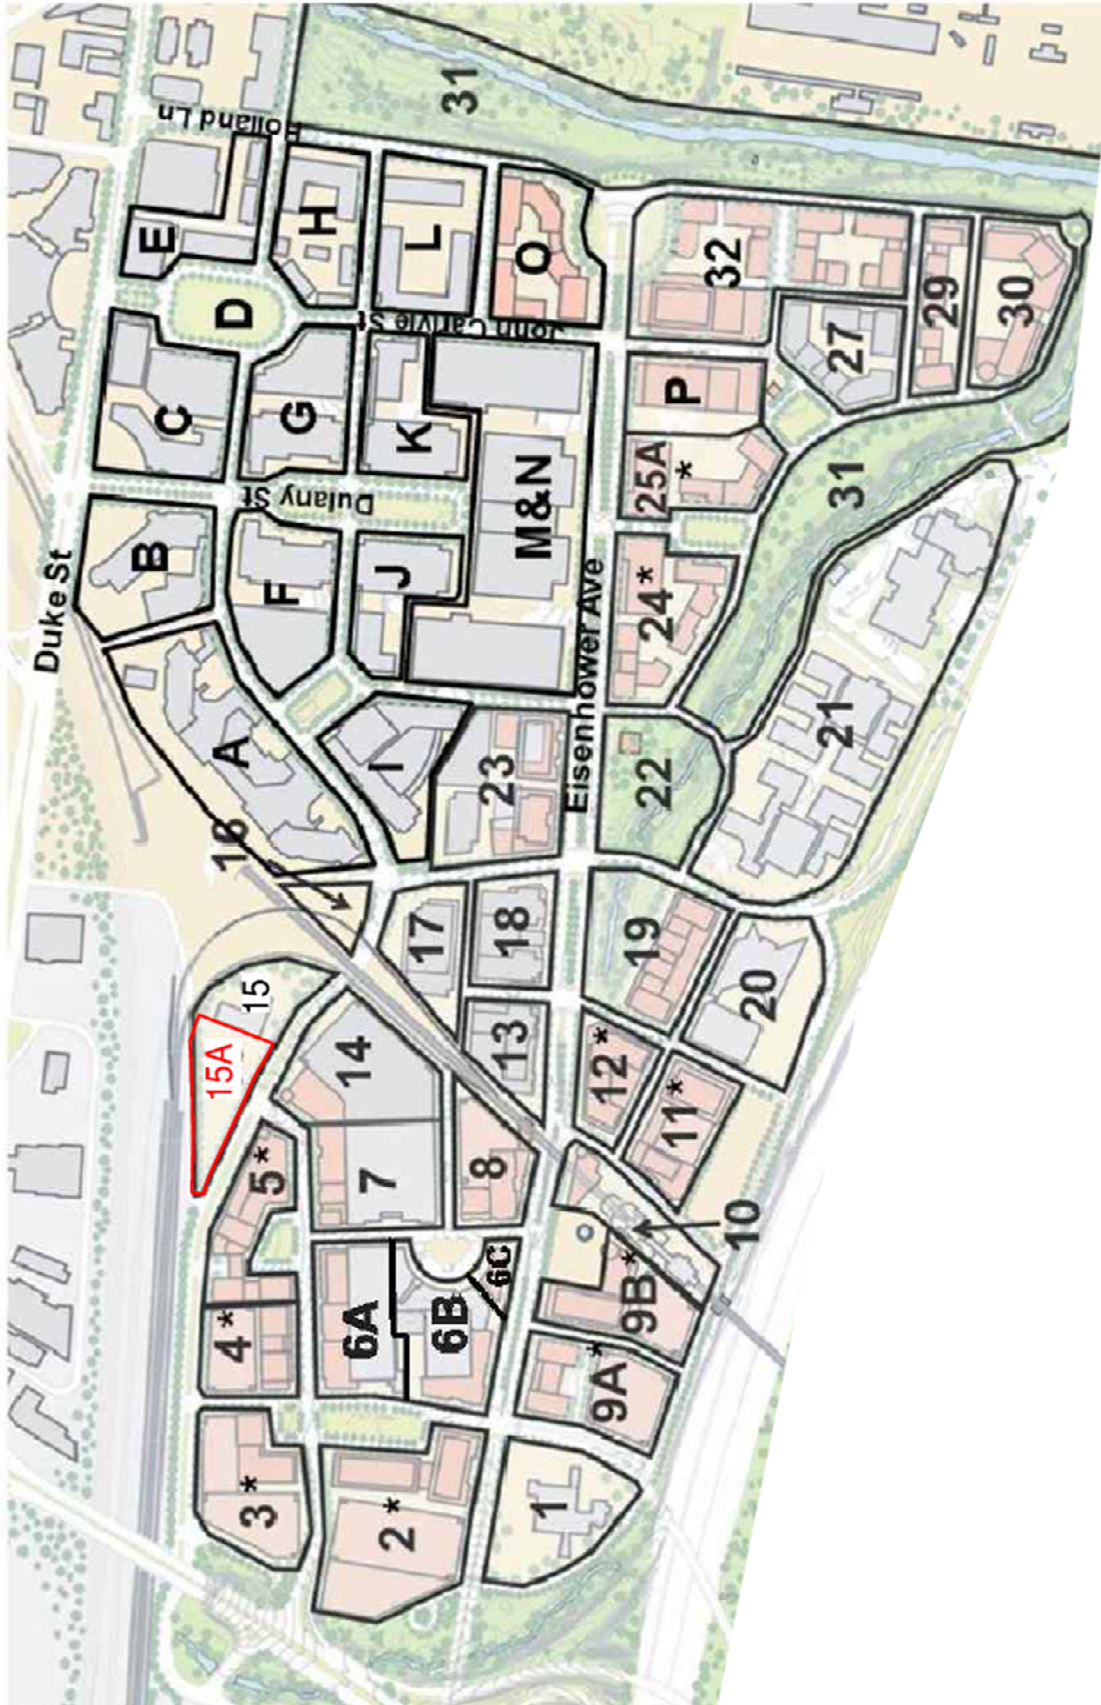 Duke St
B
C
E
Holland Ln
3*
4*
5*
15A
15
16
A
F
G
D
H
Dulany St
John Carlyle St
2*
6A
7
14
17
I
J
K
L
31
6B
6C
8
13
18
23
M&N
O
Eisenhower Ave
1
9A*
9B*
10
12*
11*
19
20
22
21
24*
25A
*
P
32
27
29
30
31